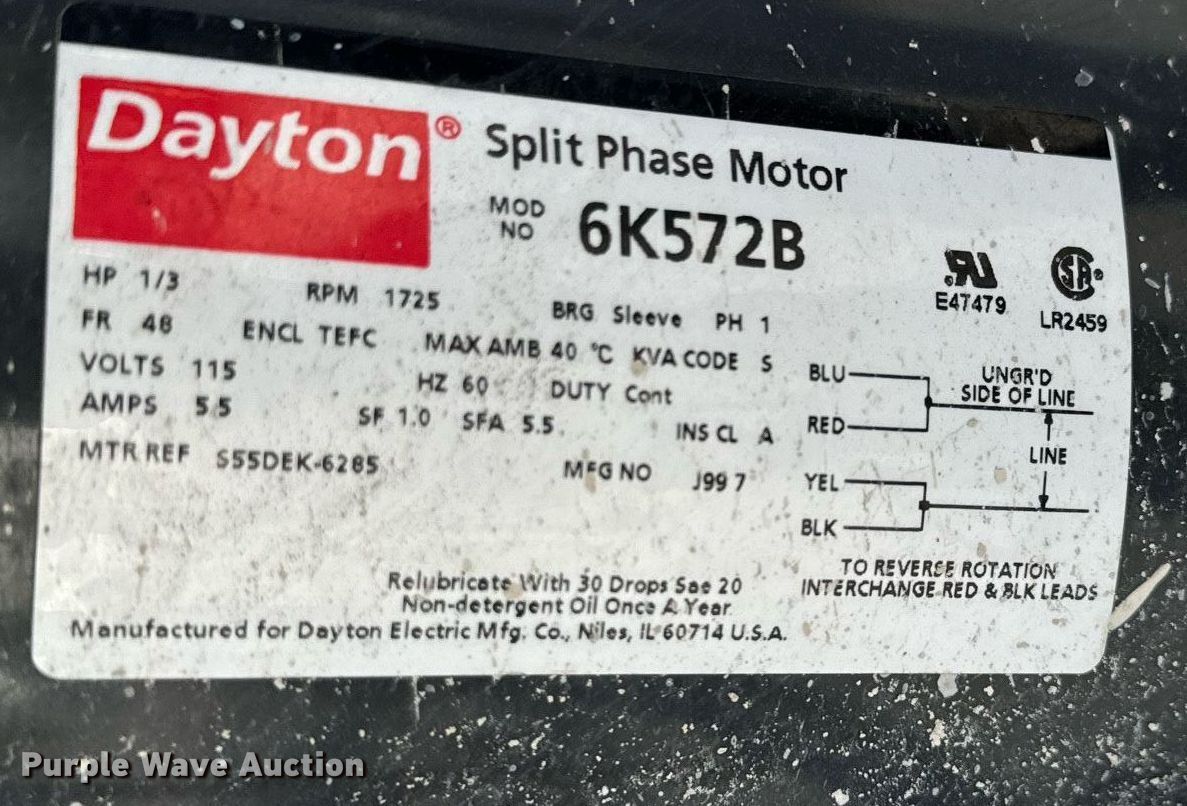 Dayton® Split Phase Motor
MOD NO 6K572B
HP 1/3 RPM 1725 BRG Sleeve PH 1
FR 48 ENCL TEFC MAX AMB 40 °C KVA CODE S
VOLTS 115 HZ 60 DUTY Cont
AMPS 5.5 SF 1.0 SFA 5.5 INS CL A
MTR REF S55DEK-6285 MFG NO J99 7
RU SA®
E47479 LR2459
BLU UNGR'D
SIDE OF LINE
RED
LINE
YEL
BLK
TO REVERSE ROTATION
INTERCHANGE RED & BLK LEADS
Relubricate With 30 Drops Sae 20
Non-detergent Oil Once A Year
Manufactured for Dayton Electric Mfg. Co., Niles, IL 60714 U.S.A.
Purple Wave Auction